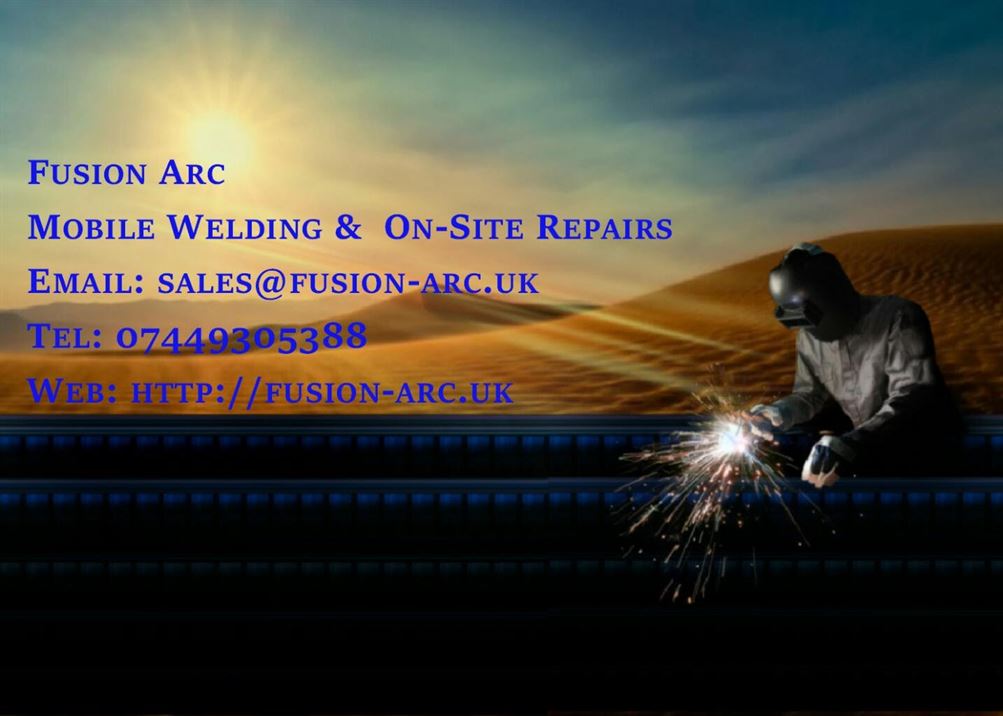 Fusion Arc
Mobile Welding & On-Site Repairs
Email: sales@fusion-arc.uk
Tel: 07449305388
Web: http://fusion-arc.uk